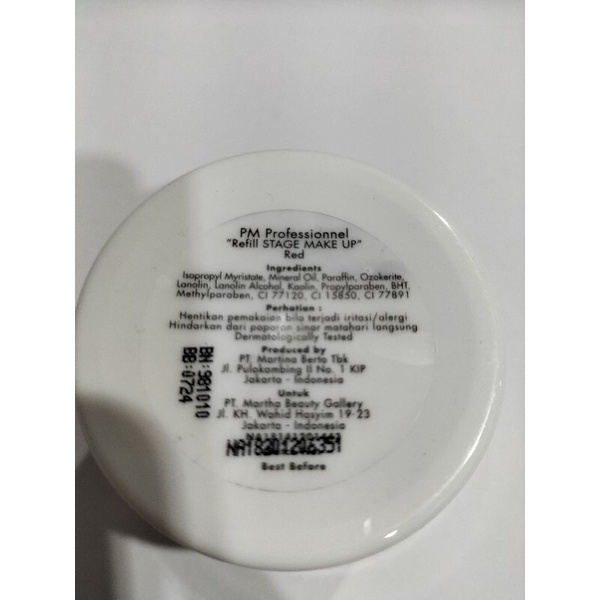 PM Professionnel
"Refill STAGE MAKE UP"
Red
Ingredients
Isopropyl Myristate, Mineral Oil, Paraffin, Ozokerite,
Lanolin, Lanolin Alcohol, Kaolin, Propylparaben, BHT,
Methylparaben, CI 77120, CI 15850, CI 77891
Perhatian :
Hentikan pemakaian bila terjadi iritasi/alergi
Hindarkan dari paparan sinar matahari langsung
Dermatologically Tested
Produced by
PT. Martina Berto Tbk
Jl. Pulokambing II No. 1 KIP
Jakarta - Indonesia
Untuk
PT. Martha Beauty Gallery
Jl. KH. Wahid Hasyim 19-23
Jakarta - Indonesia
NA18301206351
Best Before
BN:981010
BB:0724